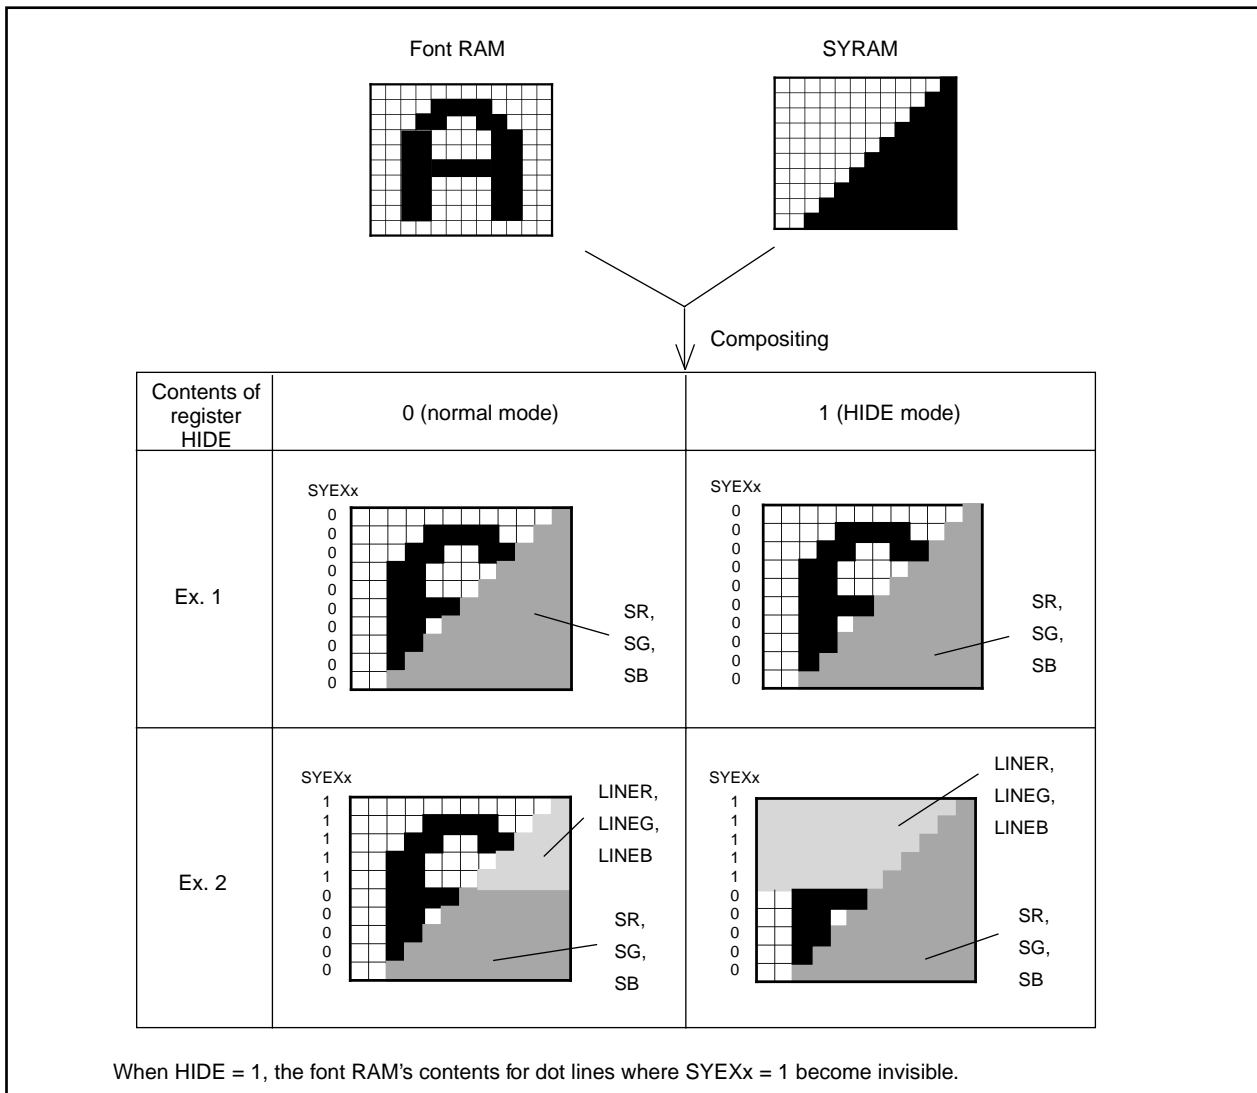 Font RAM
SYRAM
Compositing
Contents of
register
HIDE
0 (normal mode)
1 (HIDE mode)
Ex. 1
SYEXx
0
0
0
0
0
0
0
0
0
0
SR,
SG,
SB
SYEXx
0
0
0
0
0
0
0
0
0
0
SR,
SG,
SB
Ex. 2
SYEXx
1
1
1
1
1
0
0
0
0
0
LINER,
LINEG,
LINEB
SR,
SG,
SB
SYEXx
1
1
1
1
1
0
0
0
0
0
LINER,
LINEG,
LINEB
SR,
SG,
SB
When HIDE = 1, the font RAM’s contents for dot lines where SYEXx = 1 become invisible.